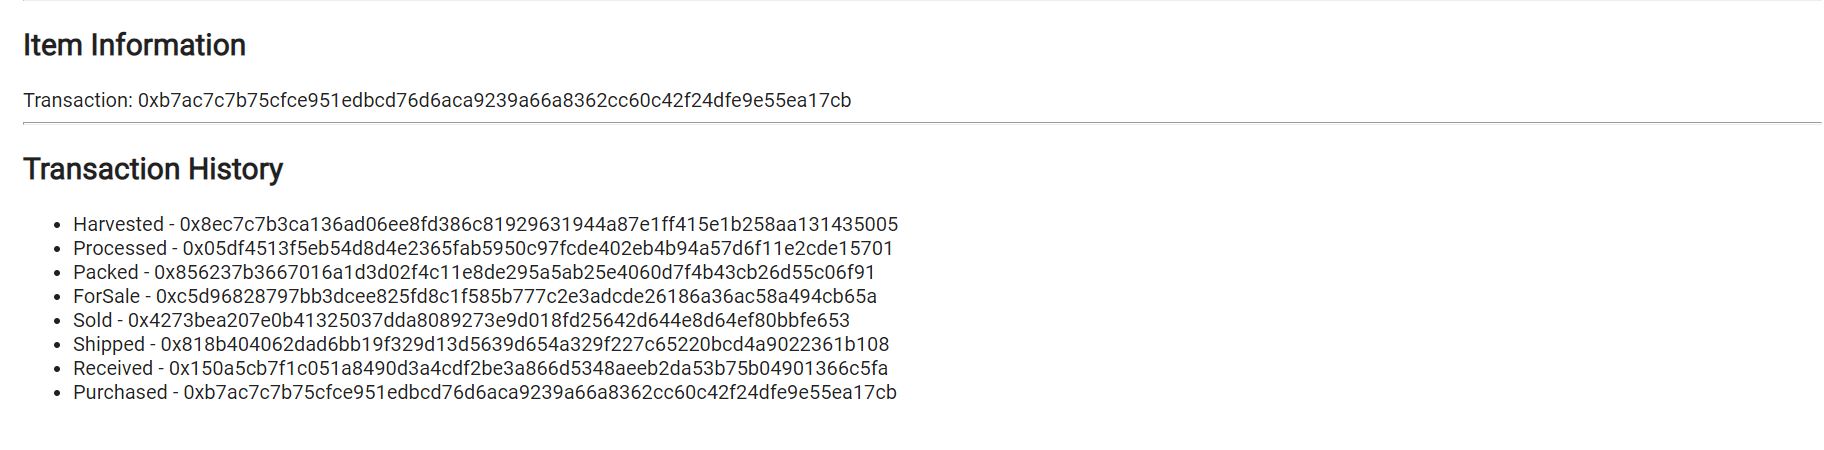 Item Information
Transaction: 0xb7ac7c7b75cfce951edbcd76d6aca9239a66a8362cc60c42f24dfe9e55ea17cb
Transaction History
• Harvested - 0x8ec7c7b3ca136ad06ee8fd386c81929631944a87e1ff415e1b258aa131435005
• Processed - 0x05df4513f5eb54d8d4e2365fab5950c97fcde402eb4b94a57d6f11e2cde15701
• Packed - 0x856237b3667016a1d3d02f4c11e8de295a5ab25e4060d7f4b43cb26d55c06f91
• ForSale - 0xc5d96828797bb3dcee825fd8c1f585b777c2e3adcde26186a36ac58a494cb65a
• Sold - 0x4273bea207e0b41325037dda8089273e9d018fd25642d644e8d64ef80bbfe653
• Shipped - 0x818b404062dad6bb19f329d13d5639d654a329f227c65220bcd4a9022361b108
• Received - 0x150a5cb7f1c051a8490d3a4cdf2be3a866d5348aeeb2da53b75b04901366c5fa
• Purchased - 0xb7ac7c7b75cfce951edbcd76d6aca9239a66a8362cc60c42f24dfe9e55ea17cb